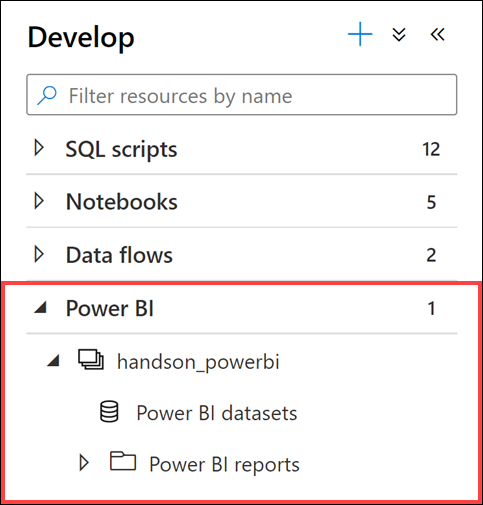 Develop
Filter resources by name
SQL scripts 12
Notebooks 5
Data flows 2
Power BI 1
handson_powerbi
Power BI datasets
Power BI reports